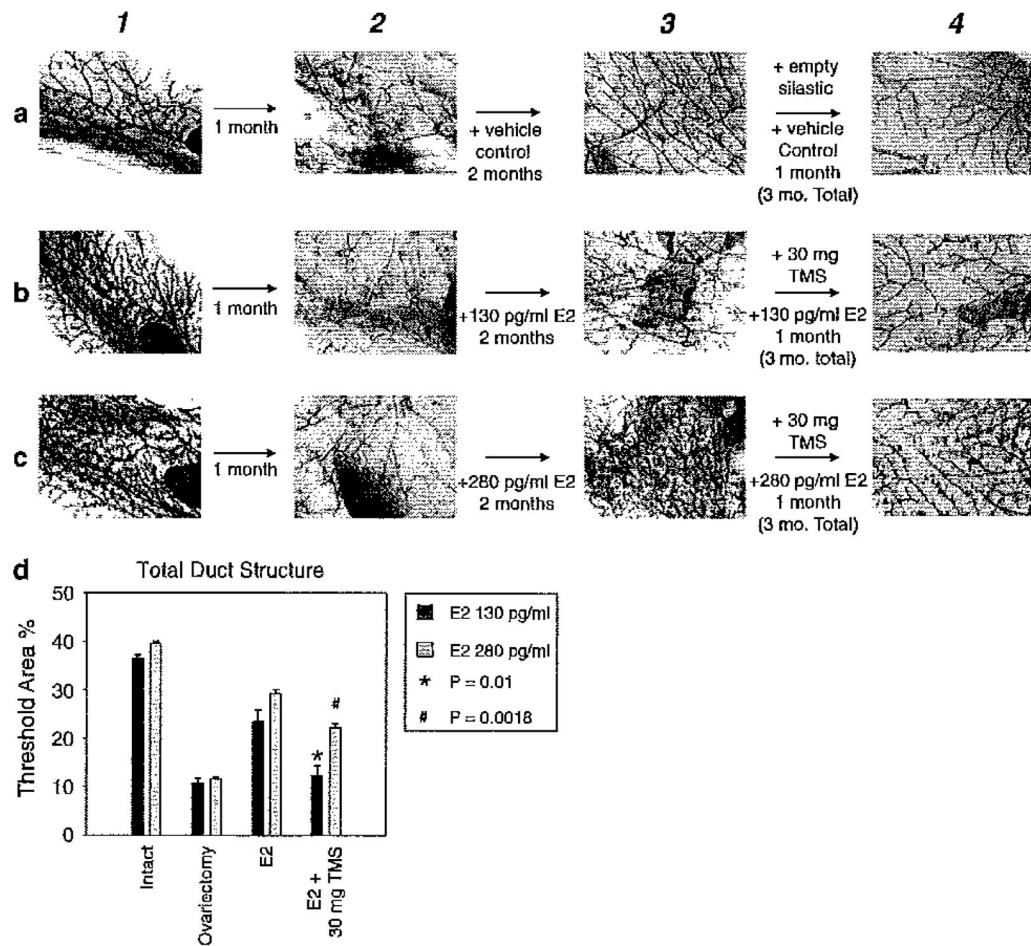 1 2 3 4
a
1 month
+ vehicle
control
2 months
+ empty
silastic
+ vehicle
Control
1 month
(3 mo. Total)
b
1 month
+130 pg/ml E2
2 months
+ 30 mg
TMS
+130 pg/ml E2
1 month
(3 mo. total)
c
1 month
+280 pg/ml E2
2 months
+ 30 mg
TMS
+280 pg/ml E2
1 month
(3 mo. Total)
d
Total Duct Structure
Threshold Area %
50
40
30
20
10
0
*
#
Intact
Ovariectomy
E2
E2 +
30 mg TMS
E2 130 pg/ml
E2 280 pg/ml
* P = 0.01
# P = 0.0018